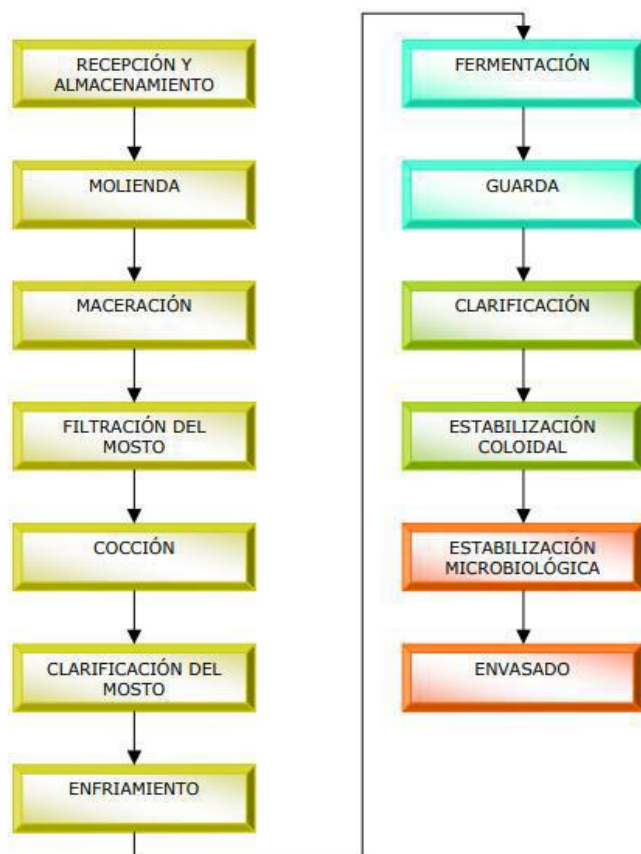 RECEPCIÓN Y
ALMACENAMIENTO
MOLIENDA
MACERACIÓN
FILTRACIÓN DEL
MOSTO
COCCIÓN
CLARIFICACIÓN DEL
MOSTO
ENFRIAMIENTO
FERMENTACIÓN
GUARDA
CLARIFICACIÓN
ESTABILIZACIÓN
COLOIDAL
ESTABILIZACIÓN
MICROBIOLÓGICA
ENVASADO